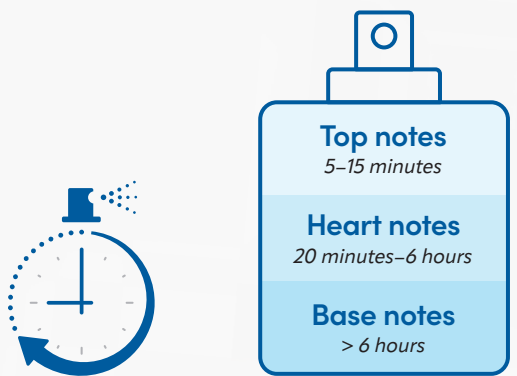 Top notes
5–15 minutes
Heart notes
20 minutes–6 hours
Base notes
> 6 hours